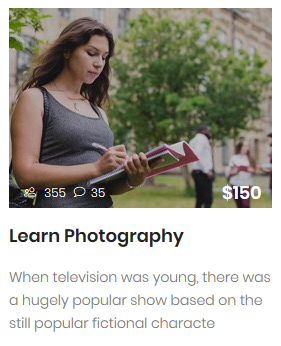 355 35 $150
Learn Photography
When television was young, there was
a hugely popular show based on the
still popular fictional characte